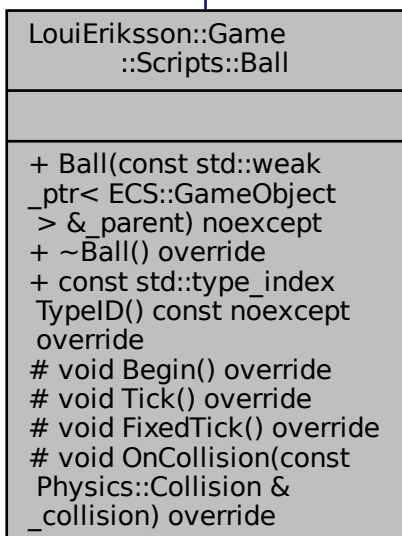 LouiEriksson::Game
::Scripts::Ball
+ Ball(const std::weak
_ptr< ECS::GameObject
> &_parent) noexcept
+ ~Ball() override
+ const std::type_index
TypeID() const noexcept
override
# void Begin() override
# void Tick() override
# void FixedTick() override
# void OnCollision(const
Physics::Collision &
_collision) override